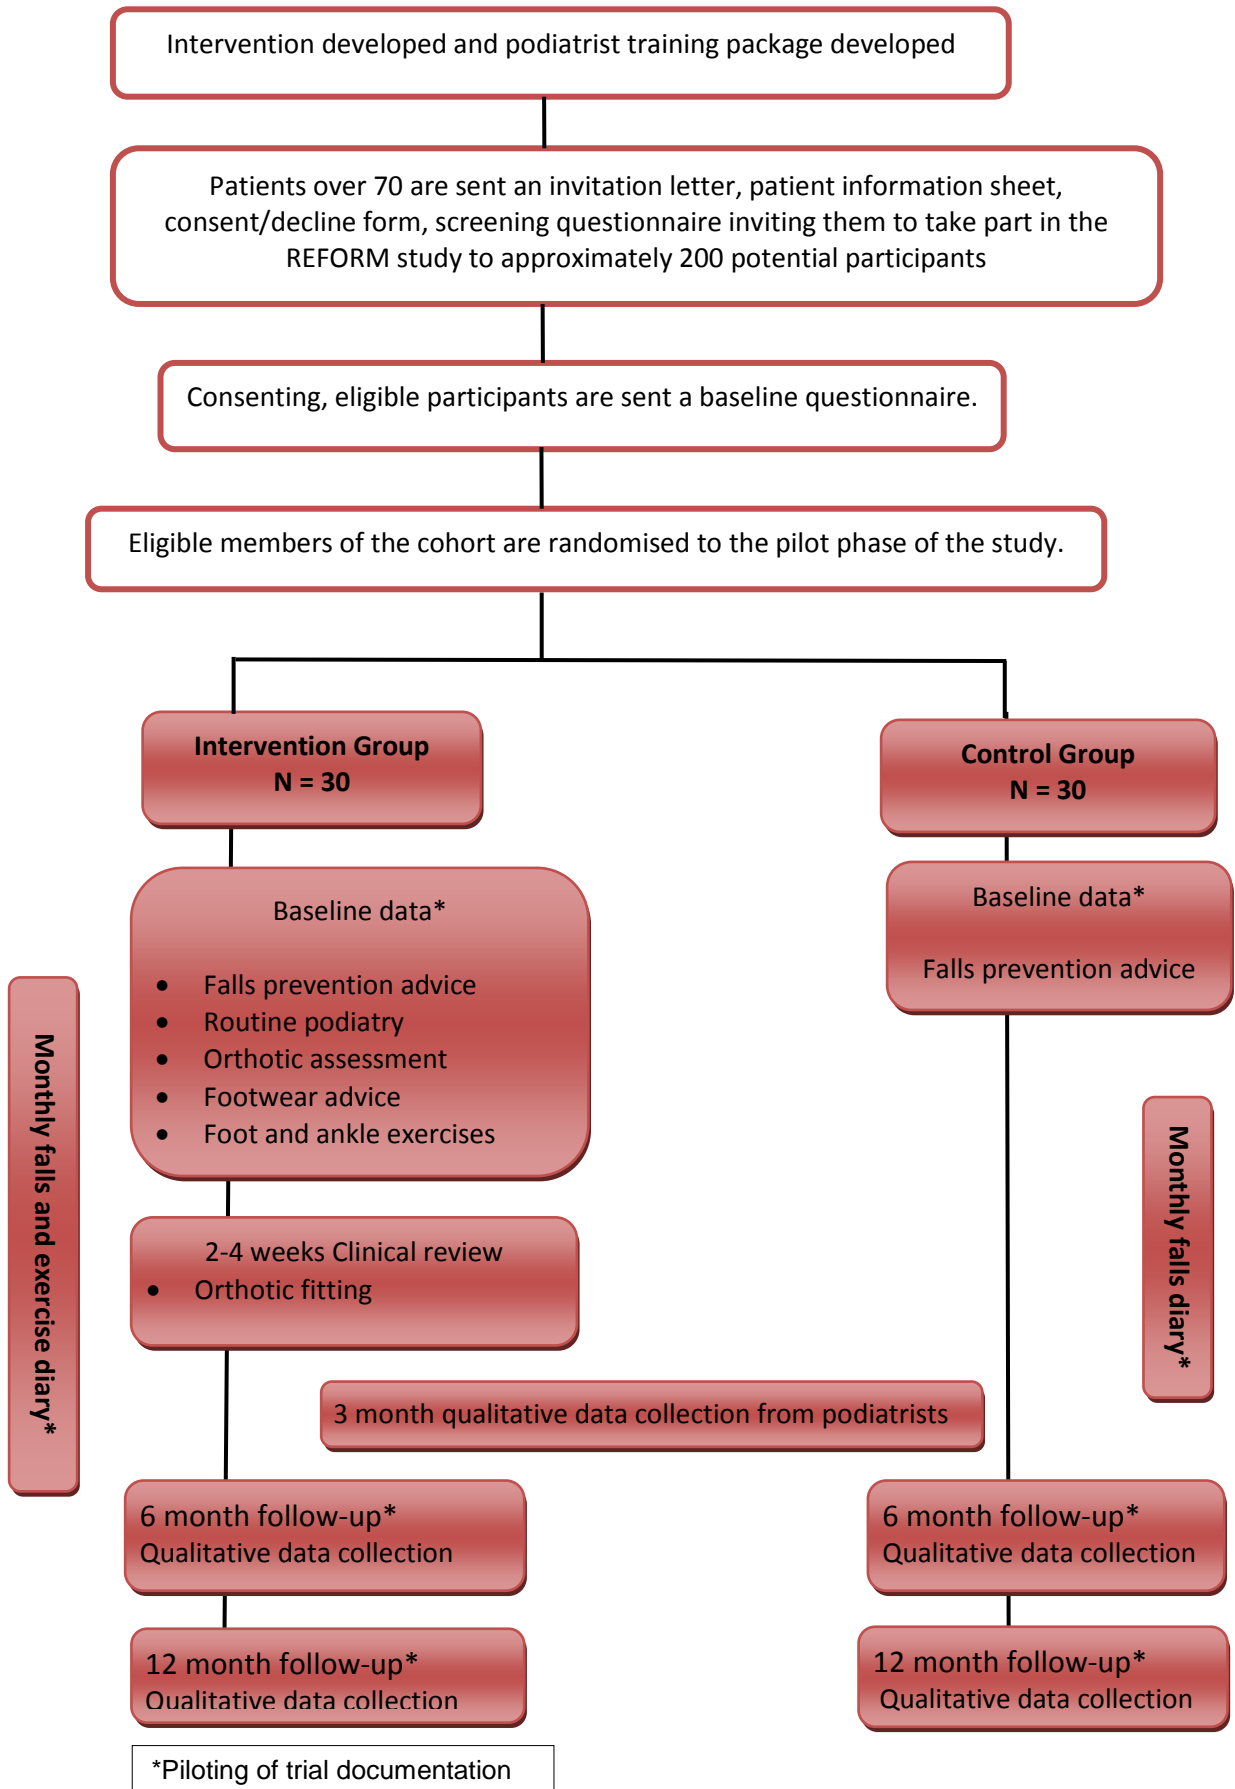 Intervention developed and podiatrist training package developed
Patients over 70 are sent an invitation letter, patient information sheet,
consent/decline form, screening questionnaire inviting them to take part in the
REFORM study to approximately 200 potential participants
Consenting, eligible participants are sent a baseline questionnaire.
Eligible members of the cohort are randomised to the pilot phase of the study.
Intervention Group
N = 30
Control Group
N = 30
Baseline data*
• Falls prevention advice
• Routine podiatry
• Orthotic assessment
• Footwear advice
• Foot and ankle exercises
Baseline data*
Falls prevention advice
Monthly falls and exercise diary*
Monthly falls diary*
2-4 weeks Clinical review
• Orthotic fitting
3 month qualitative data collection from podiatrists
6 month follow-up*
Qualitative data collection
6 month follow-up*
Qualitative data collection
12 month follow-up*
Qualitative data collection
12 month follow-up*
Qualitative data collection
*Piloting of trial documentation